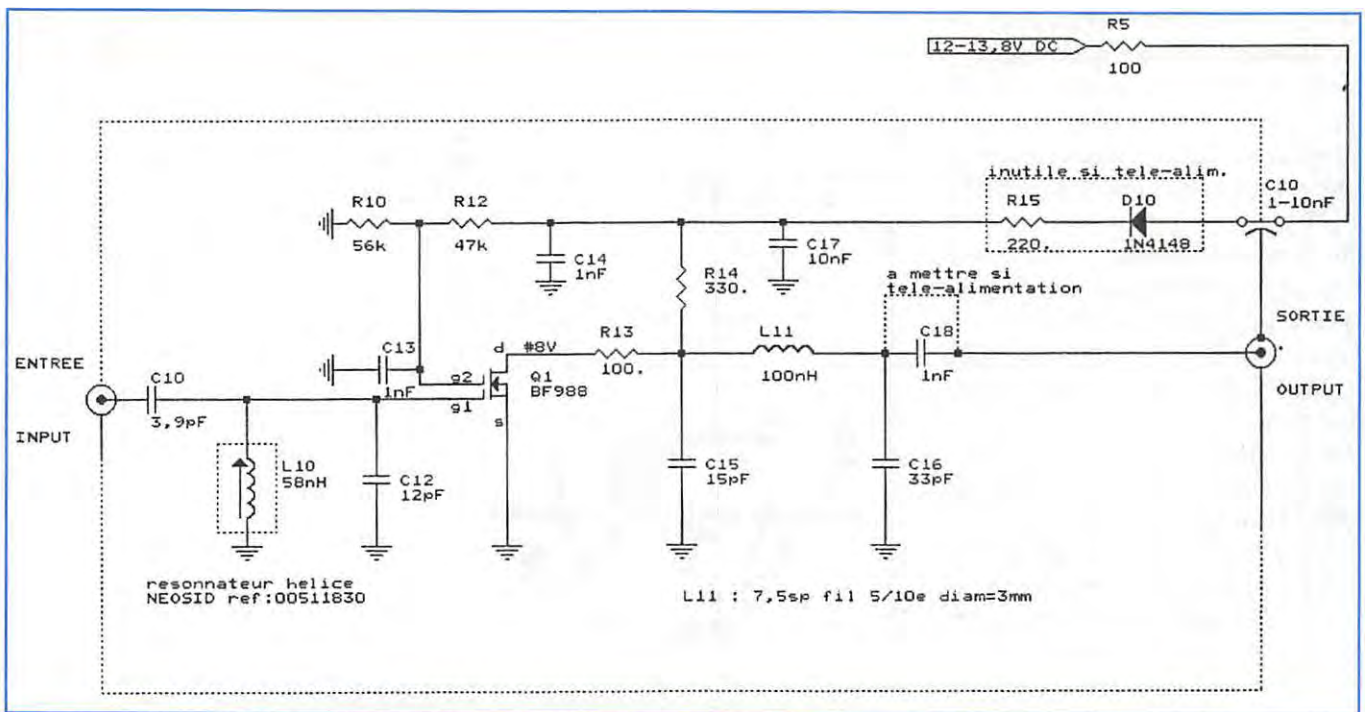 R5
12-13,8V DC
100
inutile si tele-alim.
C10
1-10nF
R10
R12
R15
D10
56k
47k
C14
1nF
C17
10nF
220.
1N4148
R14
330.
a mettre si
tele-alimentation
SORTIE
OUTPUT
ENTREE
INPUT
C13
1nF
d
#8V
R13
100.
L11
100nH
C18
1nF
g2
g1
Q1
BF988
s
C10
3,9pF
L10
58nH
C12
12pF
C15
15pF
C16
33pF
resonnateur helice
NEOSID ref:00511830
L11 : 7,5sp fil 5/10e diam=3mm